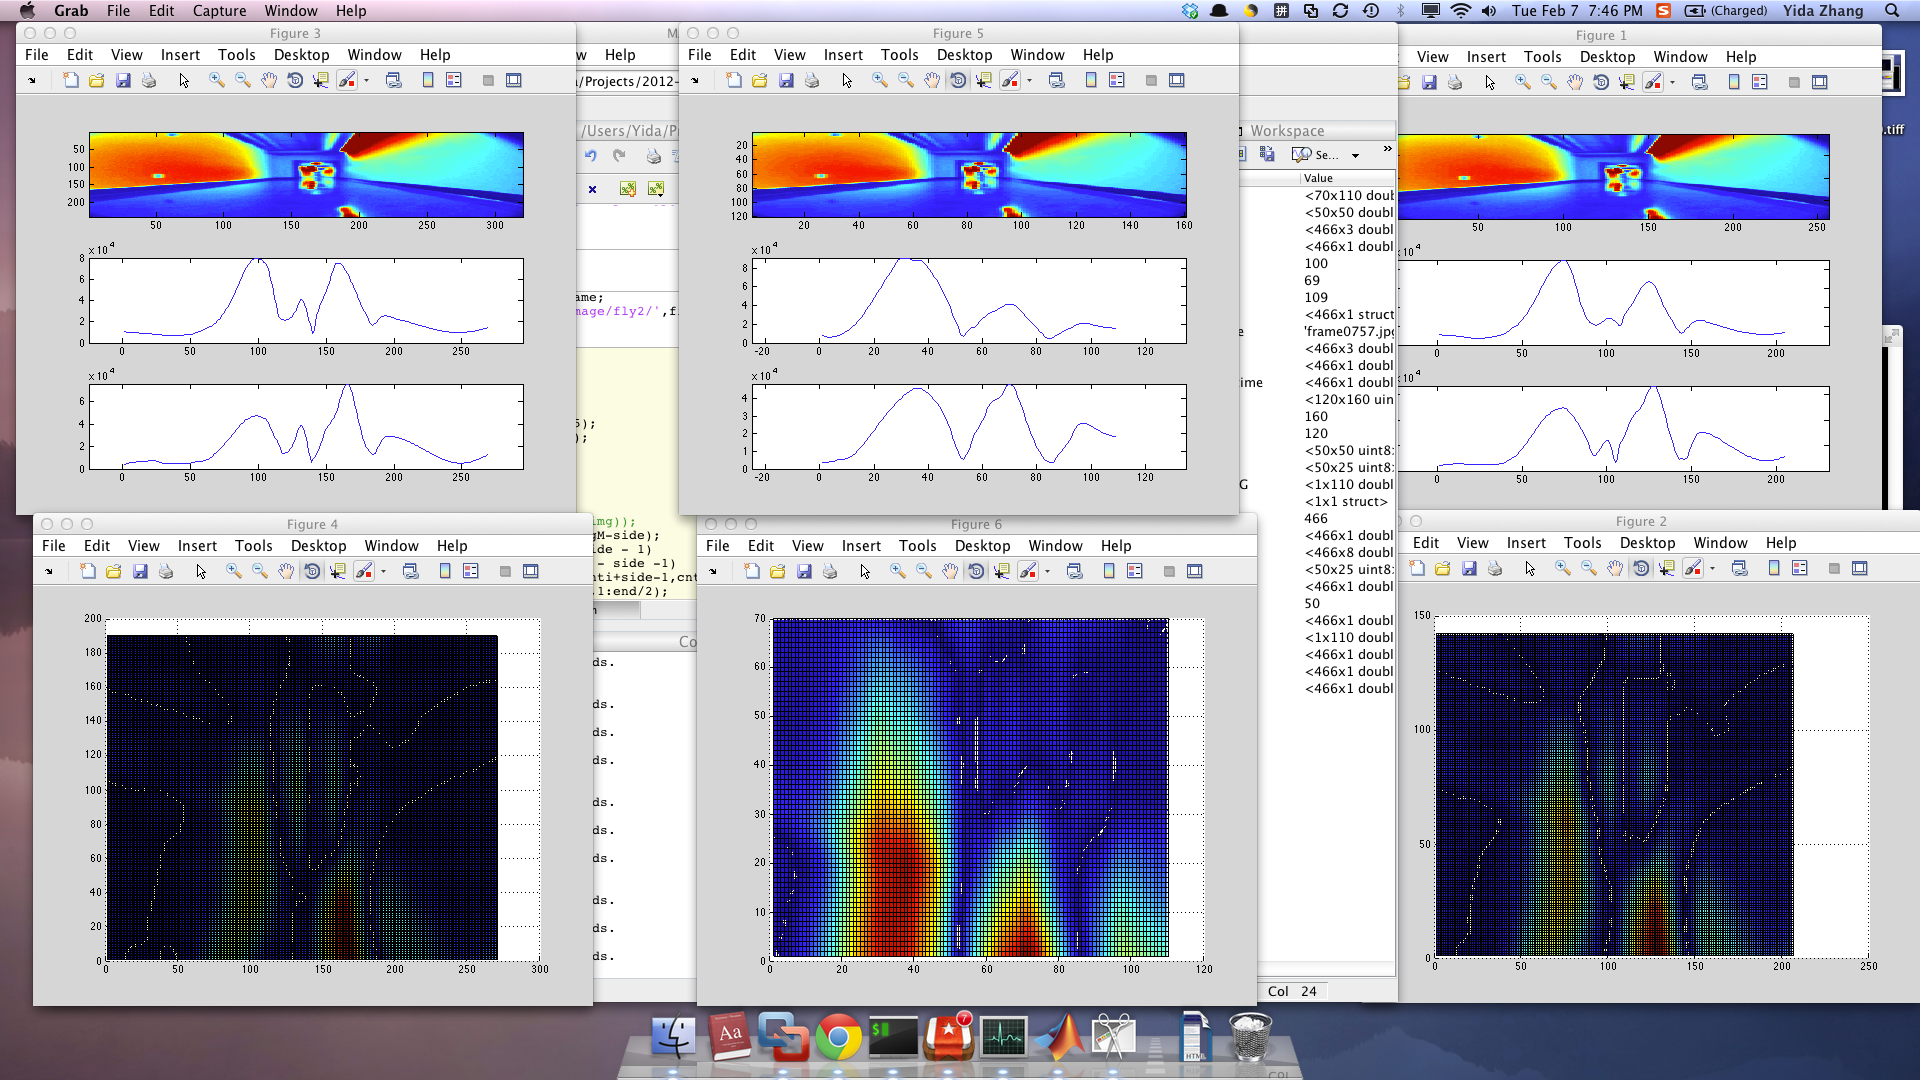 Grab File Edit Capture Window Help
Tue Feb 7 7:46 PM
(Charged)
Yida Zhang
Figure 3
File Edit View Insert Tools Desktop Window Help
50
100
150
200
50 100 150 200 250 300
x 10^4
8
6
4
2
0
0 50 100 150 200 250
x 10^4
6
4
2
0
0 50 100 150 200 250
Figure 5
File Edit View Insert Tools Desktop Window Help
20
40
60
80
100
120
20 40 60 80 100 120 140 160
x 10^4
8
6
4
2
0
-20 0 20 40 60 80 100 120
x 10^4
4
3
2
1
0
-20 0 20 40 60 80 100 120
Figure 1
View Insert Tools Desktop Window Help
50 100 150 200 250
x 10^4
0 50 100 150 200
0 50 100 150 200
.tiff
Help
/Projects/2012-
/Users/Yida/P
ame;
mage/fly2/',f
);
);
mg));
gM-side);
ide - 1)
- side -1)
nti+side-1,cnt
,1:end/2);
Co
ds.
ds.
ds.
ds.
ds.
ds.
ds.
ds.
ds.
ds.
Workspace
Se...
Value
<70x110 doub
<50x50 doubl
<466x3 doubl
<466x1 doubl
100
69
109
<466x1 struct
'frame0757.jpg
<466x3 doubl
<466x1 doubl
ime
<466x1 doubl
<120x160 uin
160
120
<50x50 uint8
<50x25 uint8
G
<1x110 doubl
<1x1 struct>
466
<466x1 doubl
<466x8 doubl
<50x25 uint8
<466x1 doubl
50
<466x1 doubl
<1x110 doubl
<466x1 doubl
<466x1 doubl
<466x1 doubl
Col 24
Figure 4
File Edit View Insert Tools Desktop Window Help
200
180
160
140
120
100
80
60
40
20
0
0 50 100 150 200 250 300
Figure 6
File Edit View Insert Tools Desktop Window Help
70
60
50
40
30
20
10
0
0 20 40 60 80 100 120
Figure 2
Edit View Insert Tools Desktop Window Help
150
100
50
0
0 50 100 150 200 250
Aa
$
7
HTML